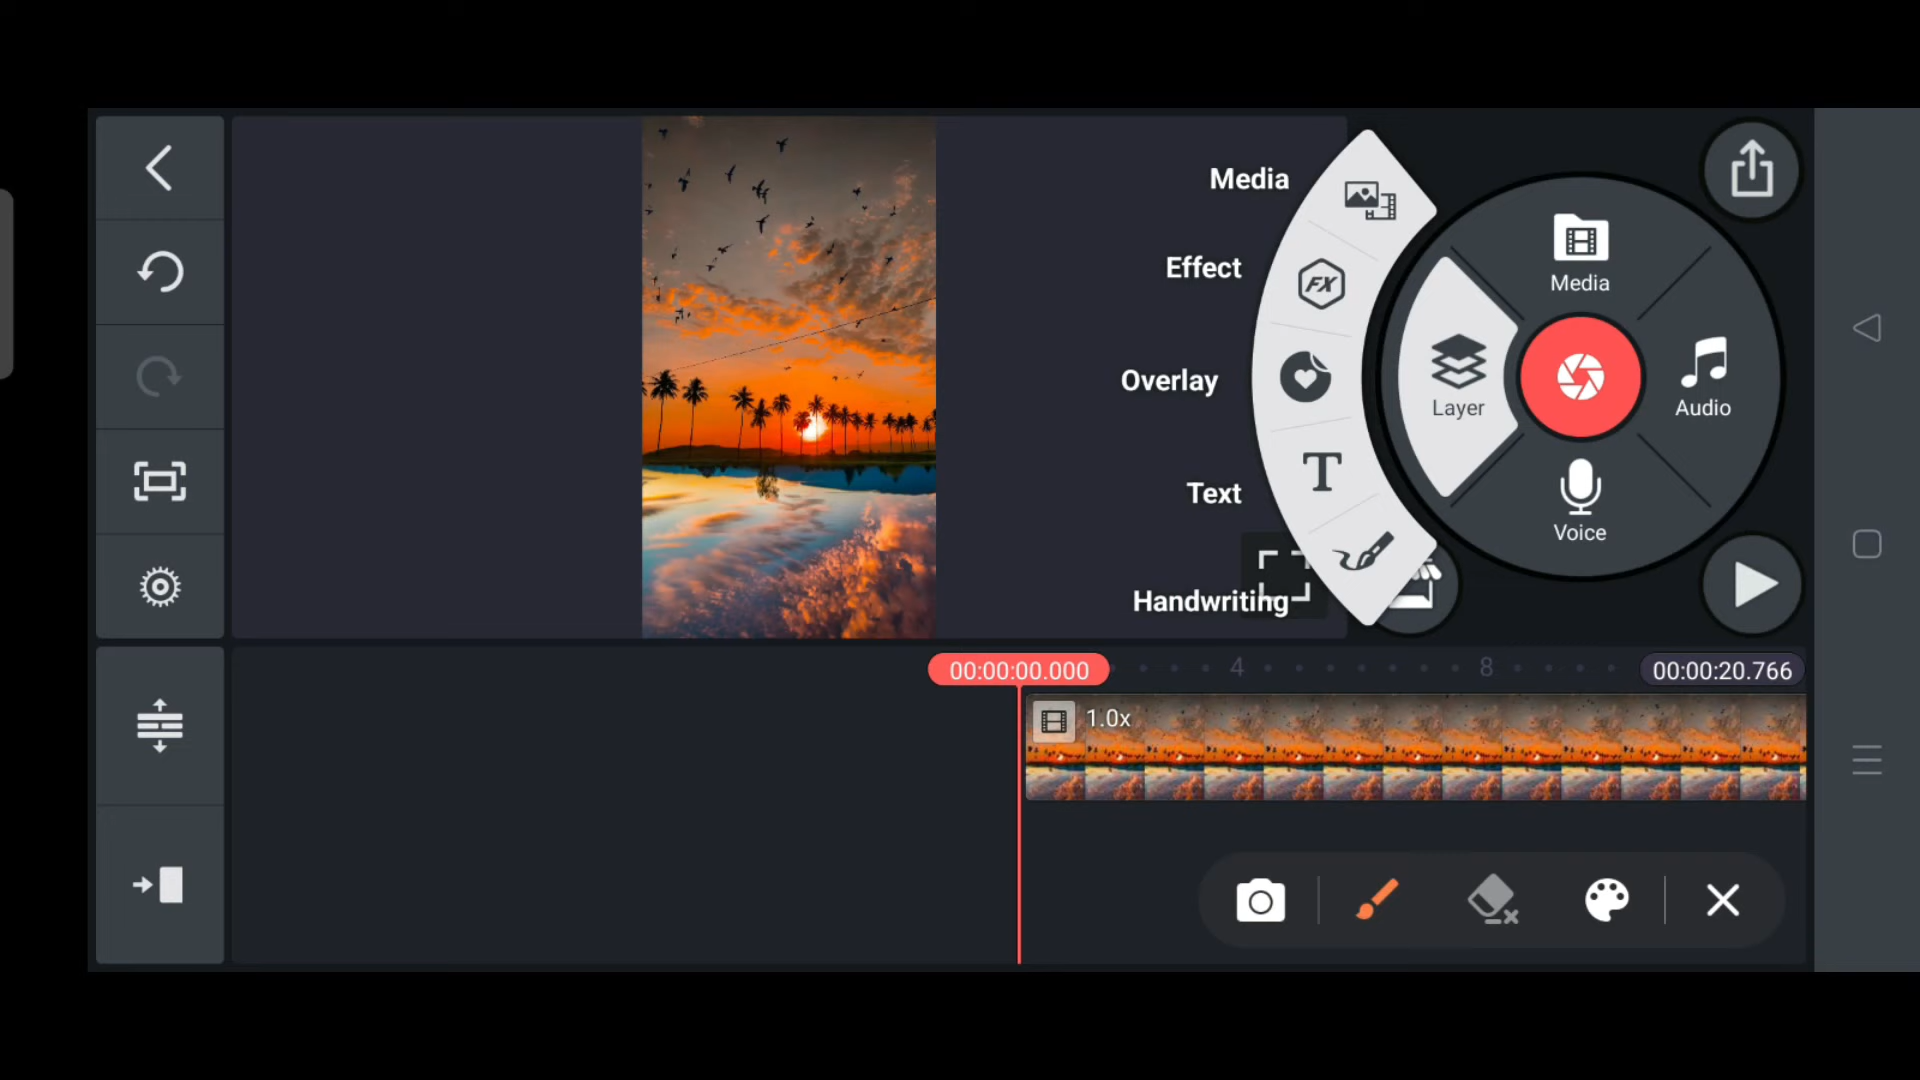 Media
Effect
FX
Overlay
Text
T
Handwriting
Media
Layer
Audio
Voice
00:00:00.000
4
8
00:00:20.766
1.0x